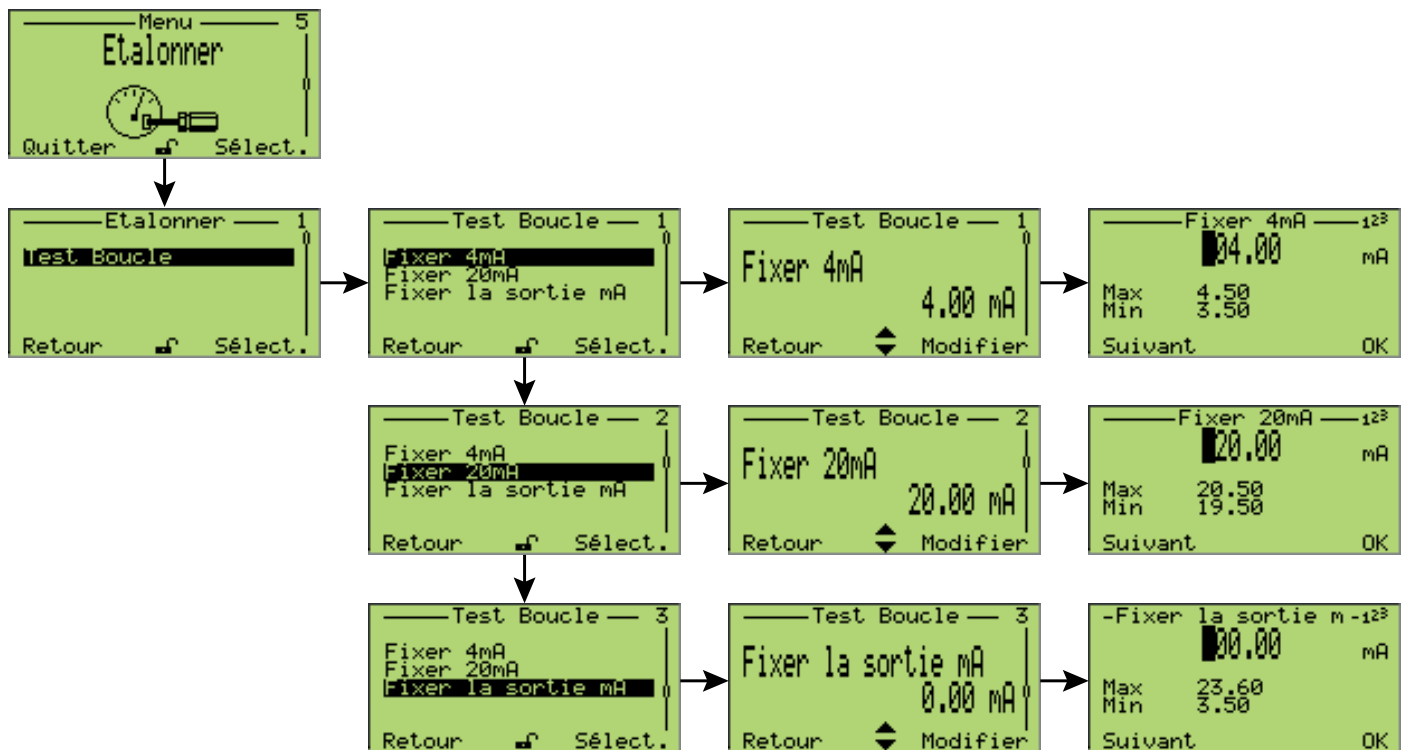 Menu 5
Etalonner
Quitter Sélect.
Etalonner 1
Test Boucle
Retour Sélect.
Test Boucle 1
Fixer 4mA
Fixer 20mA
Fixer la sortie mA
Retour Sélect.
Test Boucle 1
Fixer 4mA
4.00 mA
Retour Modifier
Fixer 4mA 123
04.00 mA
Max 4.50
Min 3.50
Suivant OK
Test Boucle 2
Fixer 4mA
Fixer 20mA
Fixer la sortie mA
Retour Sélect.
Test Boucle 2
Fixer 20mA
20.00 mA
Retour Modifier
Fixer 20mA 123
20.00 mA
Max 20.50
Min 19.50
Suivant OK
Test Boucle 3
Fixer 4mA
Fixer 20mA
Fixer la sortie mA
Retour Sélect.
Test Boucle 3
Fixer la sortie mA
0.00 mA
Retour Modifier
-Fixer la sortie m-123
00.00 mA
Max 23.60
Min 3.50
Suivant OK